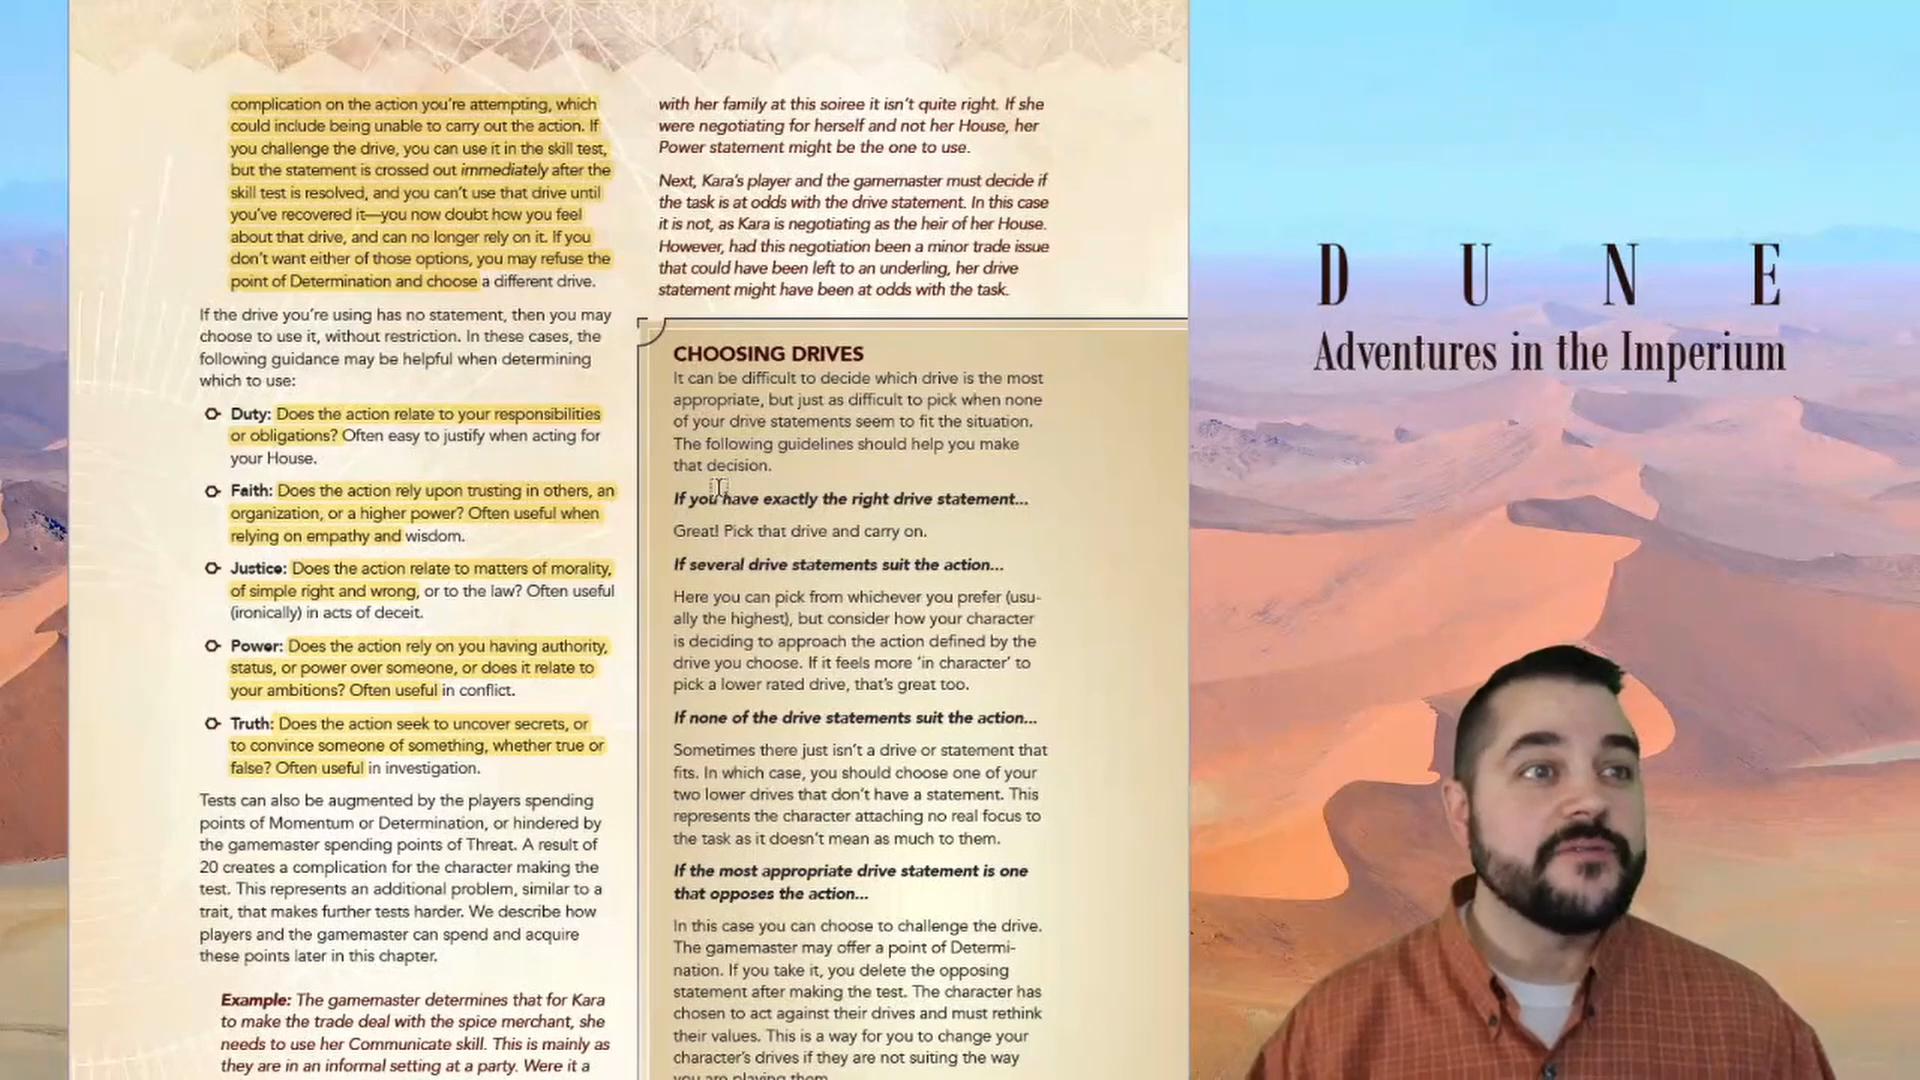 complication on the action you're attempting, which
could include being unable to carry out the action. If
you challenge the drive, you can use it in the skill test,
but the statement is crossed out immediately after the
skill test is resolved, and you can't use that drive until
you've recovered it—you now doubt how you feel
about that drive, and can no longer rely on it. If you
don't want either of those options, you may refuse the
point of Determination and choose a different drive.
If the drive you're using has no statement, then you may
choose to use it, without restriction. In these cases, the
following guidance may be helpful when determining
which to use:
Duty: Does the action relate to your responsibilities
or obligations? Often easy to justify when acting for
your House.
Faith: Does the action rely upon trusting in others, an
organization, or a higher power? Often useful when
relying on empathy and wisdom.
Justice: Does the action relate to matters of morality,
of simple right and wrong, or to the law? Often useful
(ironically) in acts of deceit.
Power: Does the action rely on you having authority,
status, or power over someone, or does it relate to
your ambitions? Often useful in conflict.
Truth: Does the action seek to uncover secrets, or
to convince someone of something, whether true or
false? Often useful in investigation.
Tests can also be augmented by the players spending
points of Momentum or Determination, or hindered by
the gamemaster spending points of Threat. A result of
20 creates a complication for the character making the
test. This represents an additional problem, similar to a
trait, that makes further tests harder. We describe how
players and the gamemaster can spend and acquire
these points later in this chapter.
Example: The gamemaster determines that for Kara
to make the trade deal with the spice merchant, she
needs to use her Communicate skill. This is mainly as
they are in an informal setting at a party. Were it a
with her family at this soiree it isn't quite right. If she
were negotiating for herself and not her House, her
Power statement might be the one to use.
Next, Kara's player and the gamemaster must decide if
the task is at odds with the drive statement. In this case
it is not, as Kara is negotiating as the heir of her House.
However, had this negotiation been a minor trade issue
that could have been left to an underling, her drive
statement might have been at odds with the task.
CHOOSING DRIVES
It can be difficult to decide which drive is the most
appropriate, but just as difficult to pick when none
of your drive statements seem to fit the situation.
The following guidelines should help you make
that decision.
If you have exactly the right drive statement...
Great! Pick that drive and carry on.
If several drive statements suit the action...
Here you can pick from whichever you prefer (usu-
ally the highest), but consider how your character
is deciding to approach the action defined by the
drive you choose. If it feels more 'in character' to
pick a lower rated drive, that's great too.
If none of the drive statements suit the action...
Sometimes there just isn't a drive or statement that
fits. In which case, you should choose one of your
two lower drives that don't have a statement. This
represents the character attaching no real focus to
the task as it doesn't mean as much to them.
If the most appropriate drive statement is one
that opposes the action...
In this case you can choose to challenge the drive.
The gamemaster may offer a point of Determi-
nation. If you take it, you delete the opposing
statement after making the test. The character has
chosen to act against their drives and must rethink
their values. This is a way for you to change your
character's drives if they are not suiting the way
you are playing them.
DUNE
Adventures in the Imperium